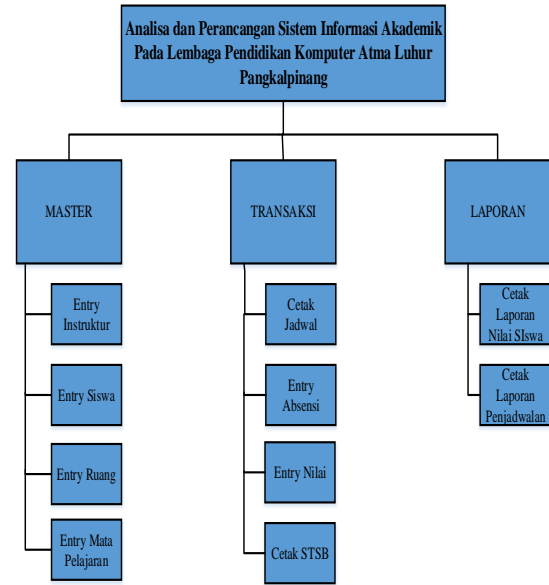 Analisa dan Perancangan Sistem Informasi Akademik
Pada Lembaga Pendidikan Komputer Atma Luhur
Pangkalpinang
MASTER
TRANSAKSI
LAPORAN
Entry
Instruktur
Entry Siswa
Entry Ruang
Entry Mata
Pelajaran
Cetak
Jadwal
Entry
Absensi
Entry Nilai
Cetak STSB
Cetak
Laporan
Nilai SIswa
Cetak
Laporan
Penjadwalan